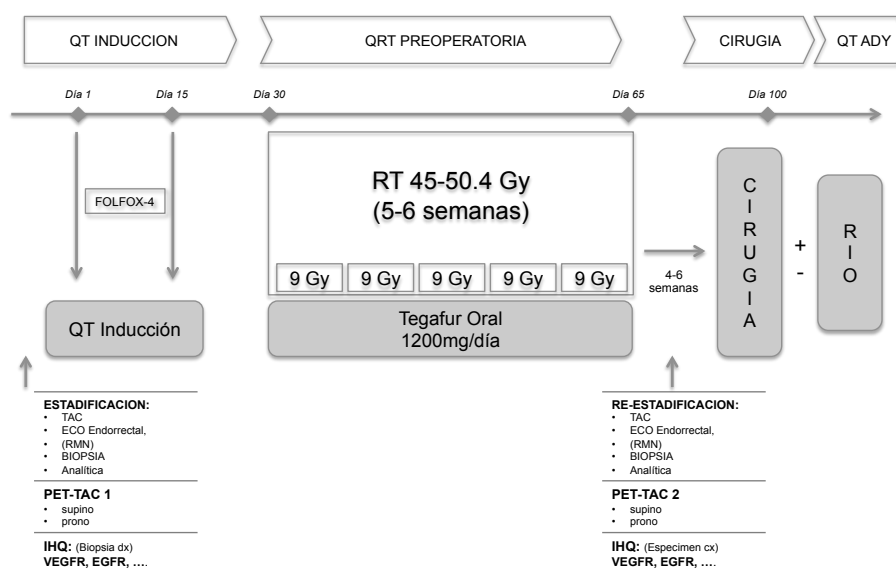 QT INDUCCION
QRT PREOPERATORIA
CIRUGIA
QT ADY
Día 1
Día 15
Día 30
Día 65
Día 100
FOLFOX-4
QT Inducción
RT 45-50.4 Gy
(5-6 semanas)
9 Gy
9 Gy
9 Gy
9 Gy
9 Gy
Tegafur Oral
1200mg/día
4-6
semanas
C
I
R
U
G
I
A
+
-
R
I
O
ESTADIFICACION:
• TAC
• ECO Endorrectal,
• (RMN)
• BIOPSIA
• Analítica
PET-TAC 1
• supino
• prono
IHQ: (Biopsia dx)
VEGFR, EGFR, ….
RE-ESTADIFICACION:
• TAC
• ECO Endorrectal,
• (RMN)
• BIOPSIA
• Analítica
PET-TAC 2
• supino
• prono
IHQ: (Especimen cx)
VEGFR, EGFR, ….